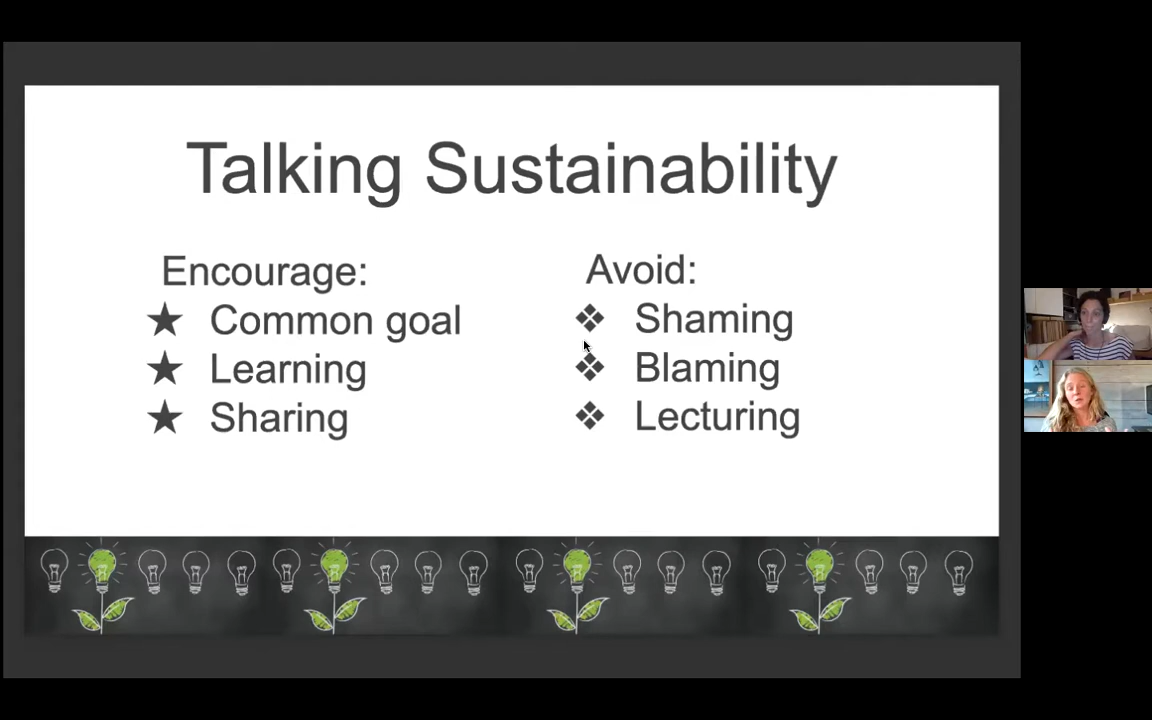 Talking Sustainability
Encourage:
★ Common goal
★ Learning
★ Sharing
Avoid:
❖ Shaming
❖ Blaming
❖ Lecturing